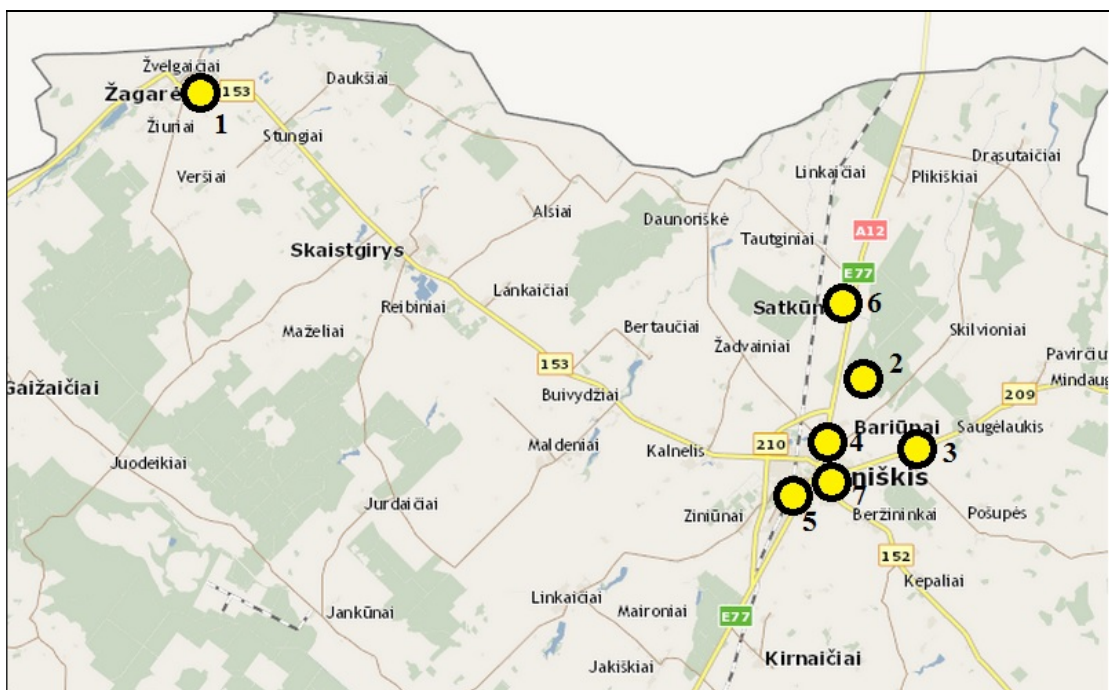 Žvelgaičiai
Žagarė
153
1
Daukšiai
Žiuriai
Stungiai
Veršiai
Linkaičiai
Drąsutaičiai
Plikiškiai
Alsiai
Daunoriškė
A12
Tautginiai
Skaistgirys
E77
Lankaičiai
Reibiniai
Satkūn
6
Maželiai
Bertaučiai
Skilvioniai
Žadvainiai
153
2
Pavirčiu
Mindaug
Gaižaičiai
Buivydžiai
209
Bariūnai
Saugėlaukis
Maldeniai
Kalnelis
210
4
3
Juodeikiai
niškis
7
Jurdaičiai
Ziniūnai
5
Beržininkai
Pošupės
152
Kepaliai
Linkaičiai
Maironiai
Jankūnai
E77
Kirnaičiai
Jakiškiai